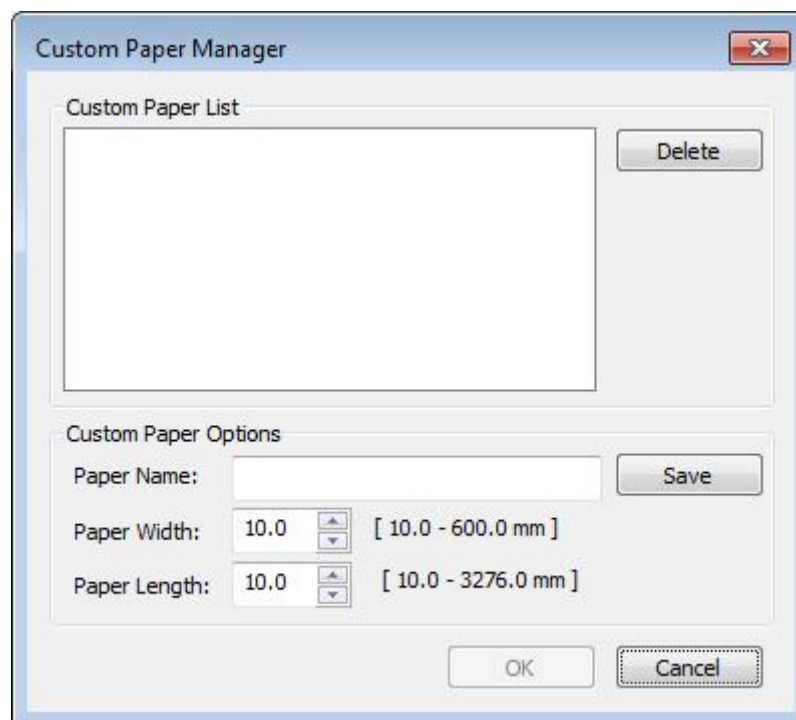 Custom Paper Manager
Custom Paper List
Delete
Custom Paper Options
Paper Name:
Save
Paper Width: 10.0 [ 10.0 - 600.0 mm ]
Paper Length: 10.0 [ 10.0 - 3276.0 mm ]
OK Cancel